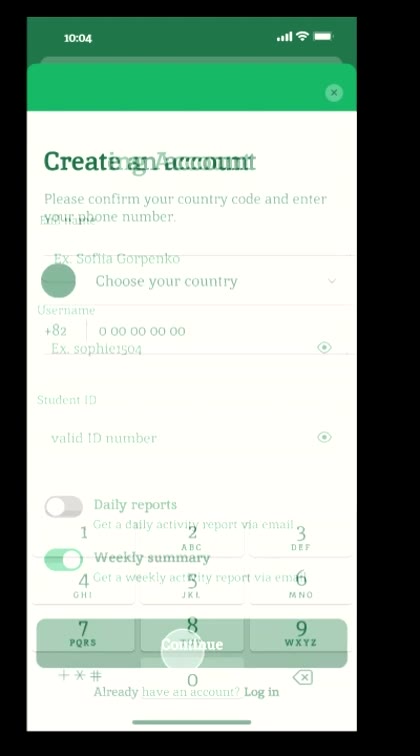 10:04
Create an account
Please confirm your country code and enter
your phone number.
Ex. Sofiia Gorpenko
Choose your country
Username
+82 0 00 00 00 00
Ex. sophie1504
Student ID
valid ID number
Daily reports
Get a daily activity report via email
1 2 3
ABC DEF
Weekly summary
Get a weekly activity report via email
4 5 6
GHI JKL MNO
7 8 9
PQRS WXYZ
Continue
+ * # 0
Already have an account? Log in